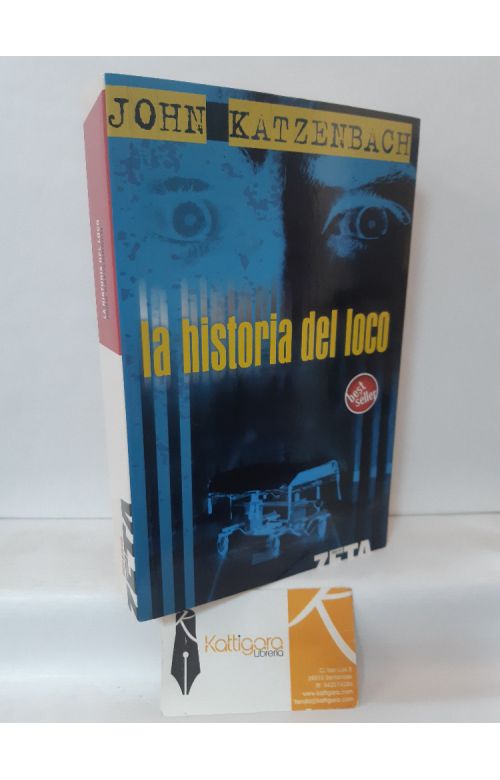 JOHN KATZENBACH
la historia del loco
best
seller
ZETA
LA HISTORIA DEL LOCO
Kattigara
Librería
www.kattigara.com